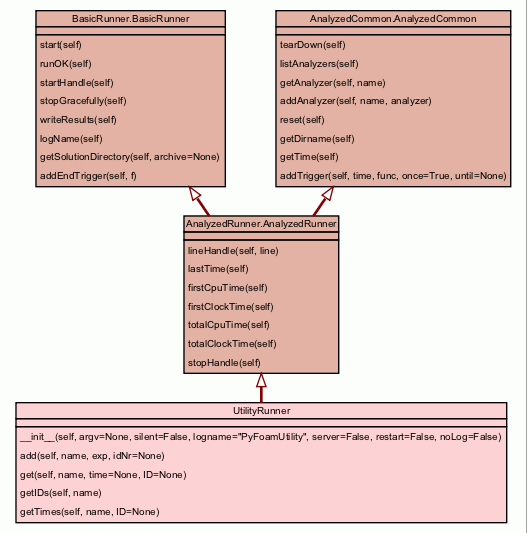 BasicRunner.BasicRunner
start(self)
runOK(self)
startHandle(self)
stopGracefully(self)
writeResults(self)
logName(self)
getSolutionDirectory(self, archive=None)
addEndTrigger(self, f)
AnalyzedCommon.AnalyzedCommon
tearDown(self)
listAnalyzers(self)
getAnalyzer(self, name)
addAnalyzer(self, name, analyzer)
reset(self)
getDirname(self)
getTime(self)
addTrigger(self, time, func, once=True, until=None)
AnalyzedRunner.AnalyzedRunner
lineHandle(self, line)
lastTime(self)
firstCpuTime(self)
firstClockTime(self)
totalCpuTime(self)
totalClockTime(self)
stopHandle(self)
UtilityRunner
__init__(self, argv=None, silent=False, logname="PyFoamUtility", server=False, restart=False, noLog=False)
add(self, name, exp, idNr=None)
get(self, name, time=None, ID=None)
getIDs(self, name)
getTimes(self, name, ID=None)